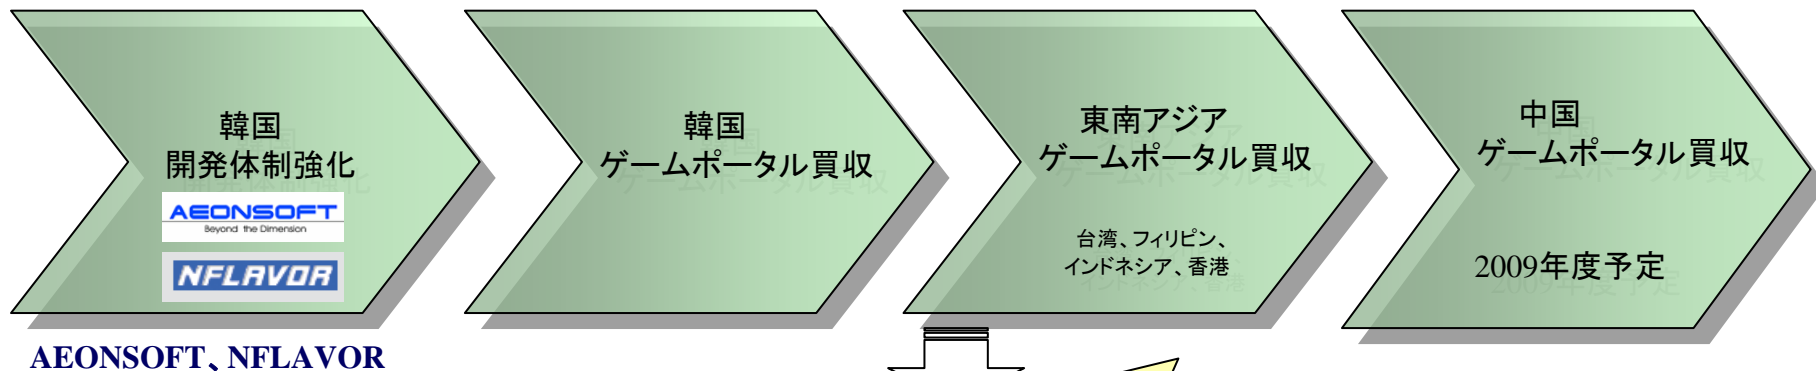 韓国
開発体制強化
AEONSOFT
Beyond the Dimension
NFLAVOR
韓国
ゲームポータル買収
東南アジア
ゲームポータル買収
台湾、フィリピン、
インドネシア、香港
中国
ゲームポータル買収
2009年度予定
AEONSOFT、NFLAVOR